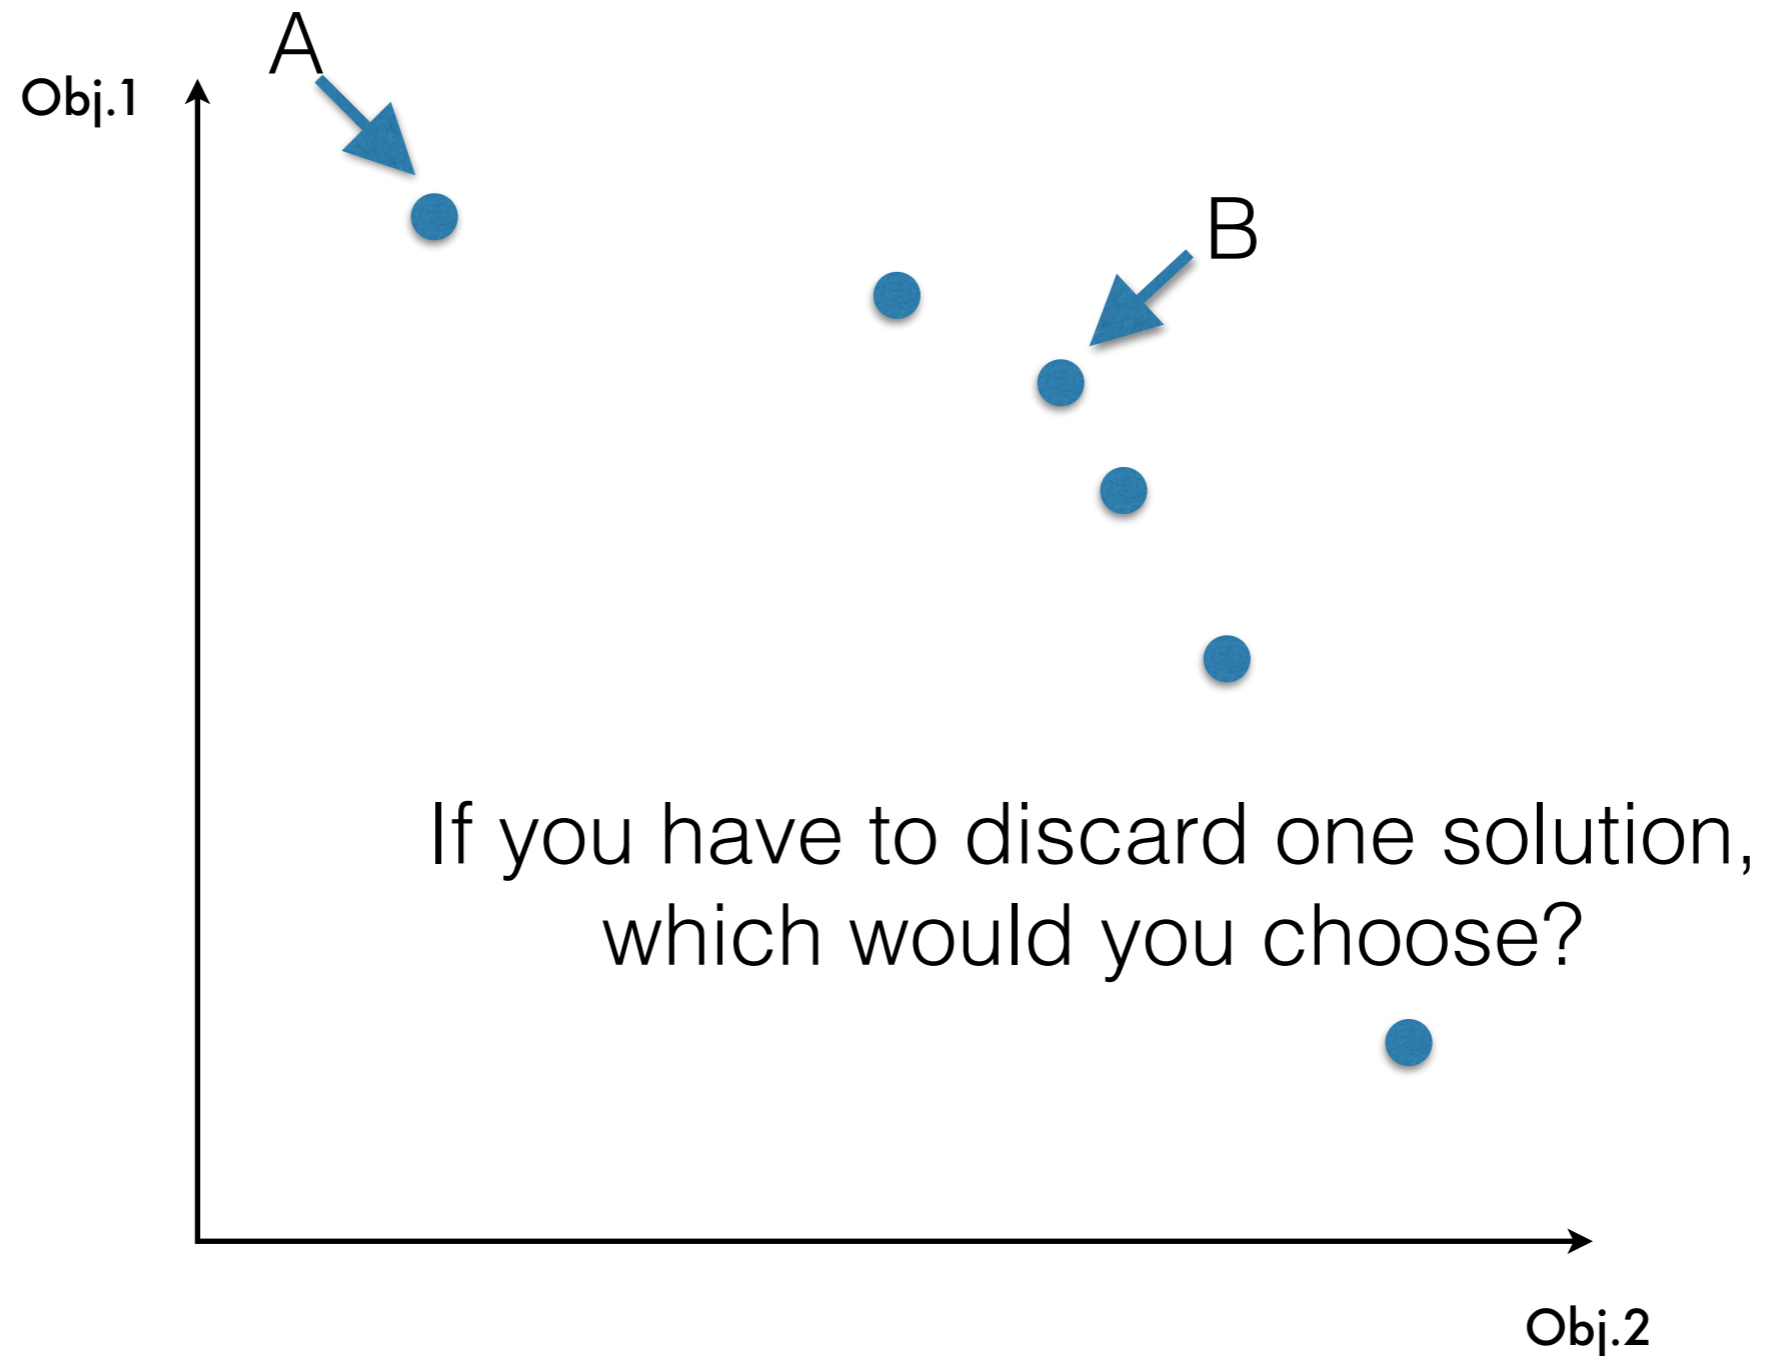 A
Obj.1
B
If you have to discard one solution,
which would you choose?
Obj.2